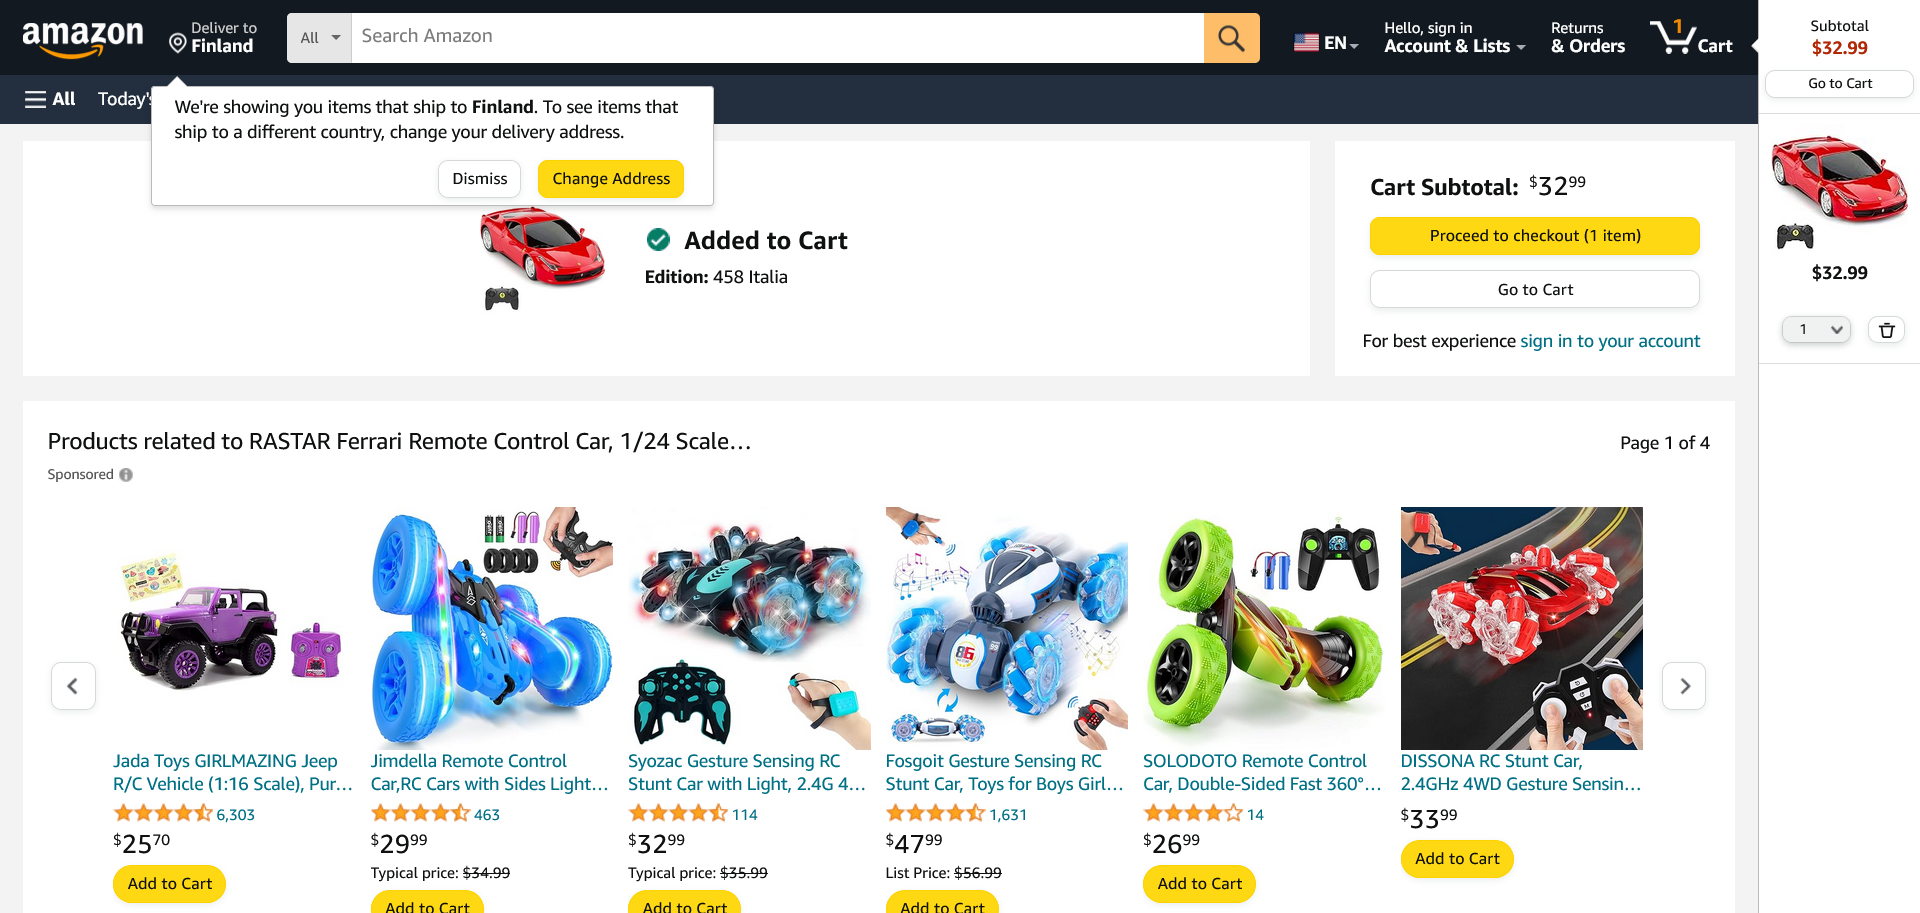 amazon
Deliver to
Finland
All
Search Amazon
EN
Hello, sign in
Account & Lists
Returns
& Orders
1
Cart
Subtotal
$32.99
Go to Cart
All
Today's
We're showing you items that ship to Finland. To see items that
ship to a different country, change your delivery address.
Dismiss
Change Address
Added to Cart
Edition: 458 Italia
Cart Subtotal: $32 99
Proceed to checkout (1 item)
Go to Cart
For best experience sign in to your account
$32.99
1
Products related to RASTAR Ferrari Remote Control Car, 1/24 Scale...
Page 1 of 4
Sponsored
86
Jada Toys GIRLMAZING Jeep
R/C Vehicle (1:16 Scale), Pur...
6,303
$25 70
Add to Cart
Jimdella Remote Control
Car,RC Cars with Sides Light...
463
$29 99
Typical price: $34.99
Add to Cart
Syozac Gesture Sensing RC
Stunt Car with Light, 2.4G 4...
114
$32 99
Typical price: $35.99
Add to Cart
Fosgoit Gesture Sensing RC
Stunt Car, Toys for Boys Girl...
1,631
$47 99
List Price: $56.99
Add to Cart
SOLODOTO Remote Control
Car, Double-Sided Fast 360°...
14
$26 99
Add to Cart
DISSONA RC Stunt Car,
2.4GHz 4WD Gesture Sensin...
$33 99
Add to Cart